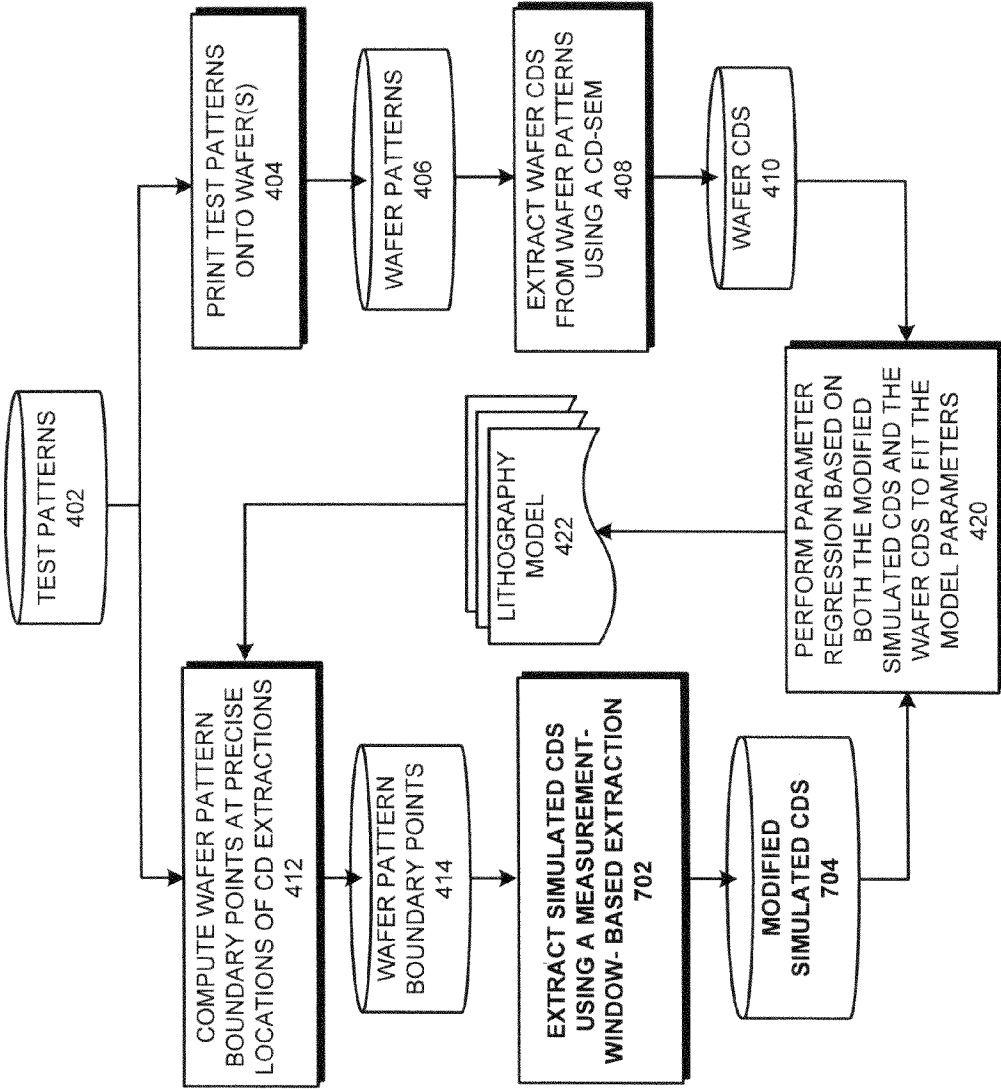 TEST PATTERNS
402
PRINT TEST PATTERNS
ONTO WAFER(S)
404
WAFER PATTERNS
406
EXTRACT WAFER CDS
FROM WAFER PATTERNS
USING A CD-SEM
408
WAFER CDS
410
COMPUTE WAFER PATTERN
BOUNDARY POINTS AT PRECISE
LOCATIONS OF CD EXTRACTIONS
412
WAFER PATTERN
BOUNDARY POINTS
414
EXTRACT SIMULATED CDS
USING A MEASUREMENT-
WINDOW- BASED EXTRACTION
702
MODIFIED
SIMULATED CDS
704
LITHOGRAPHY
MODEL
422
PERFORM PARAMETER
REGRESSION BASED ON
BOTH THE MODIFIED
SIMULATED CDS AND THE
WAFER CDS TO FIT THE
MODEL PARAMETERS
420